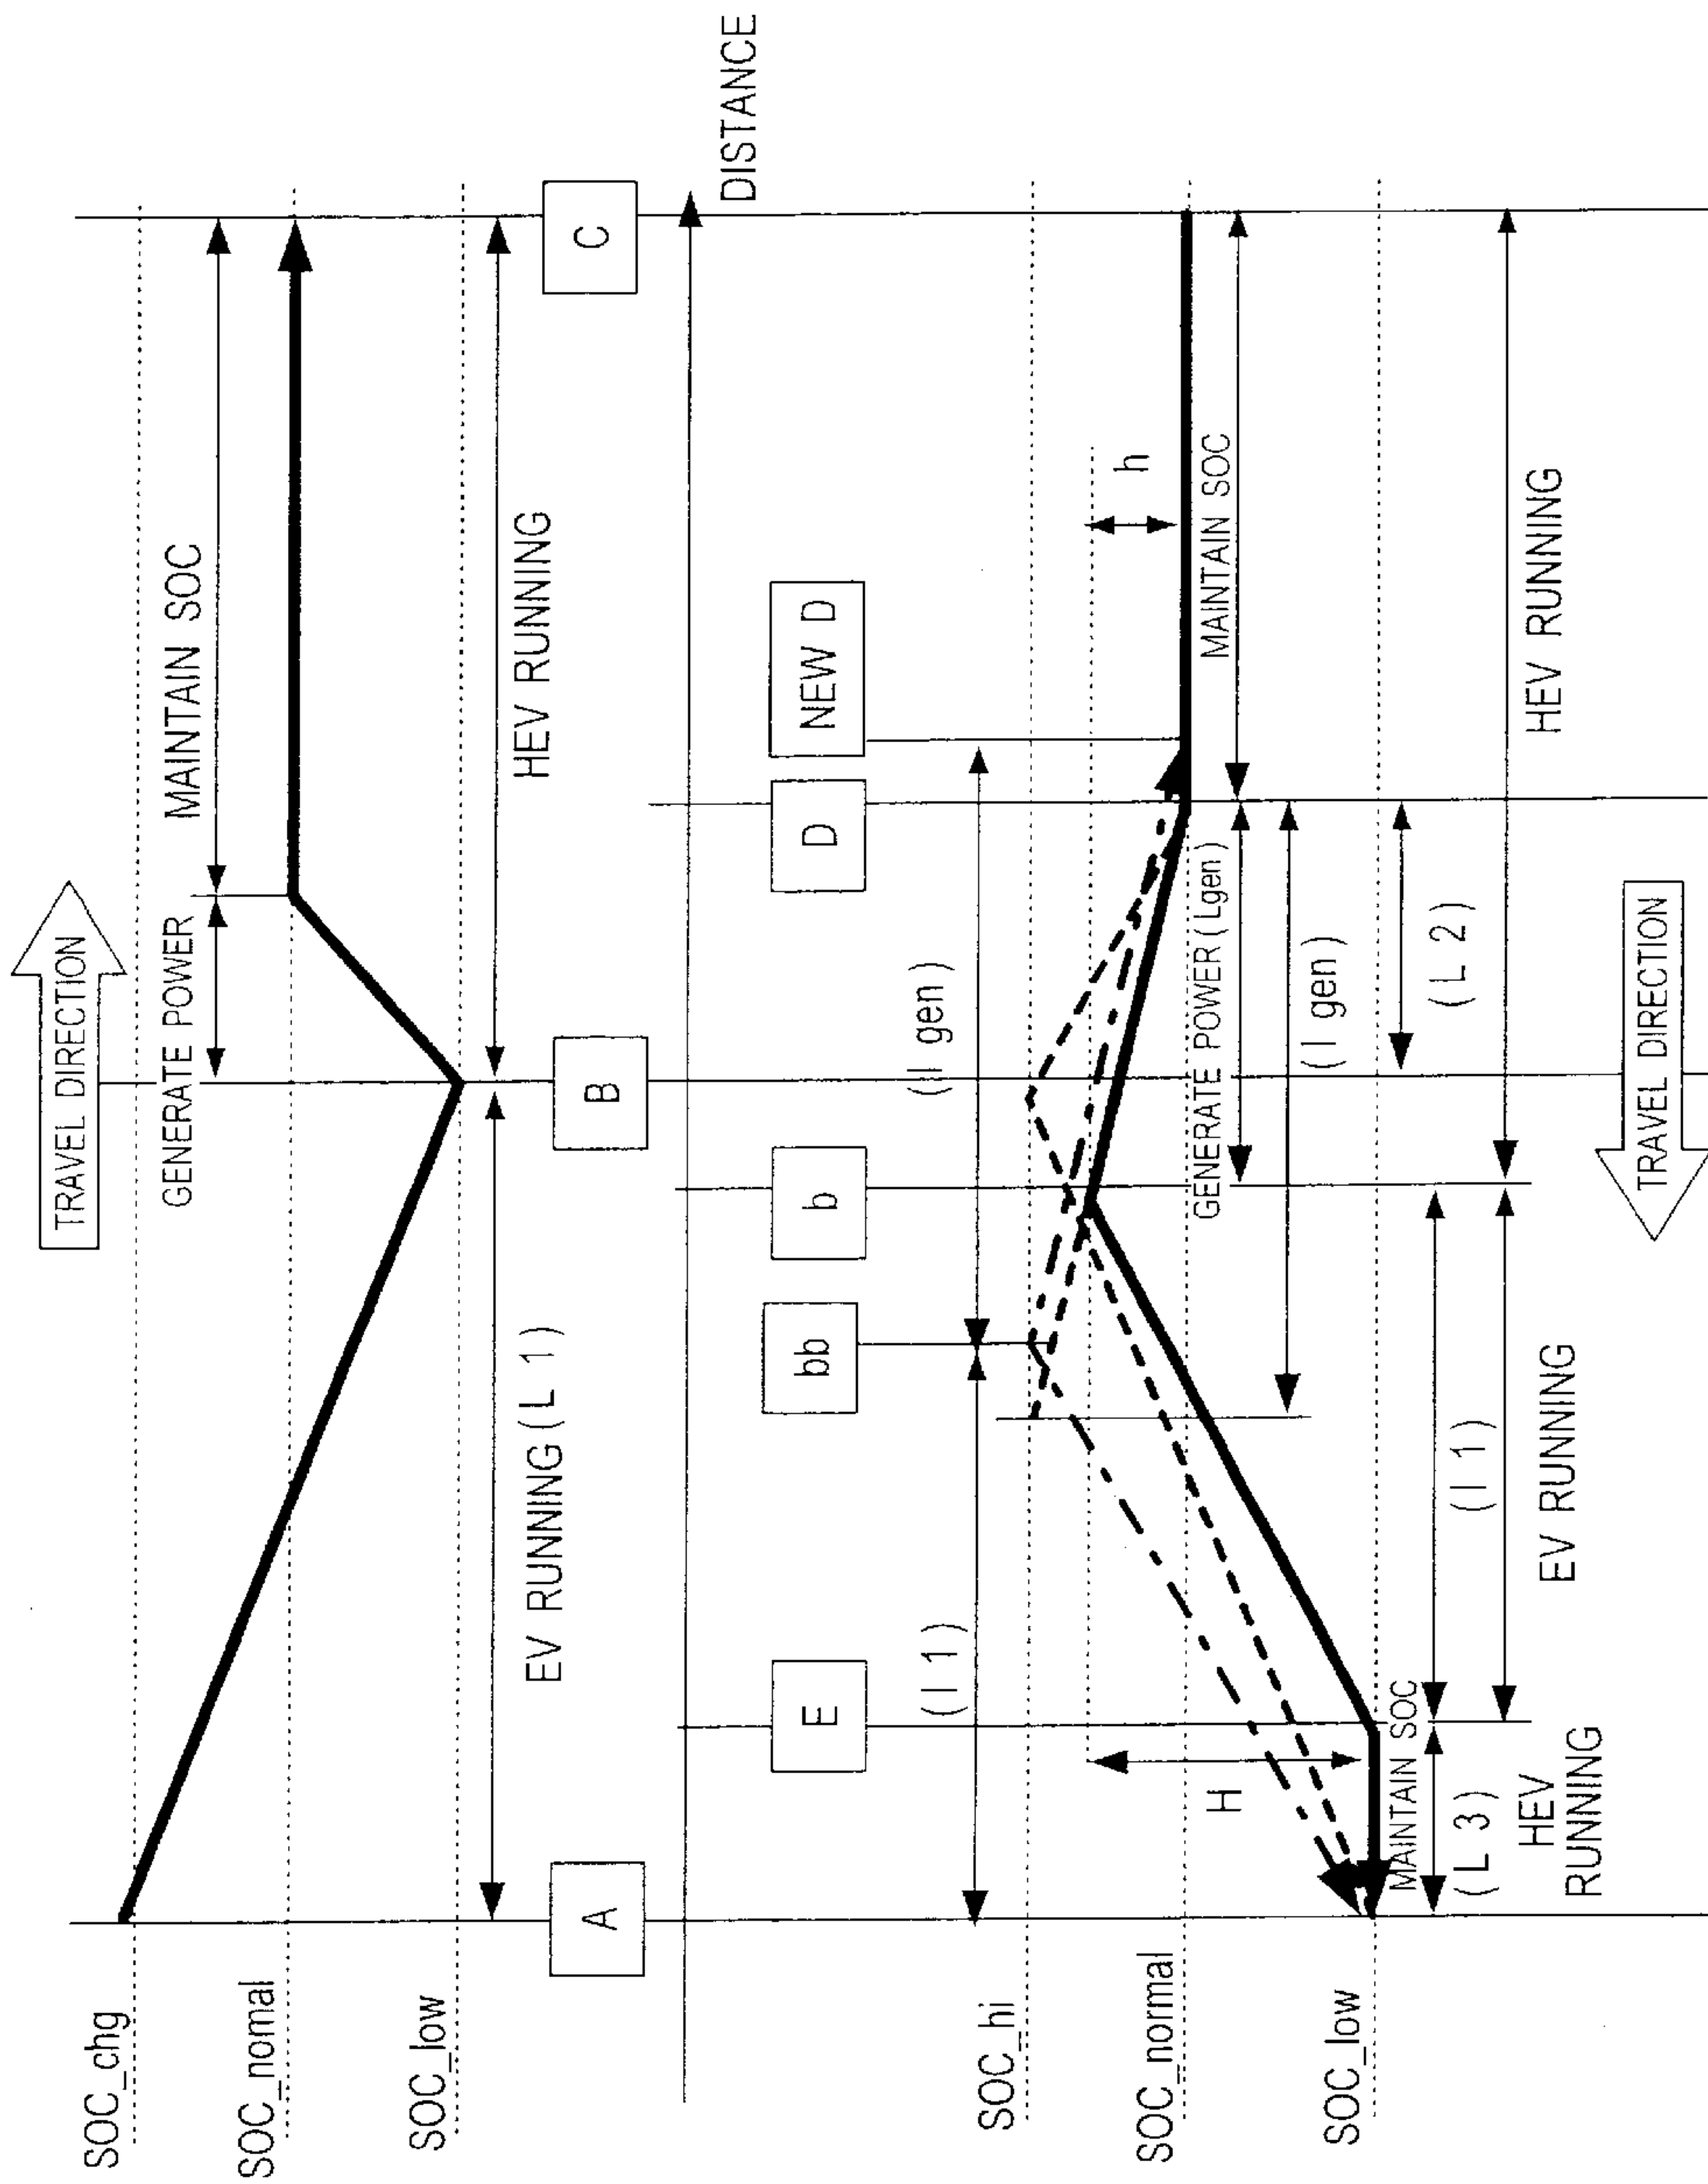 TRAVEL DIRECTION
GENERATE POWER
MAINTAIN SOC
SOC_chg
SOC_nomal
SOC_low
EV RUNNING (L 1)
HEV RUNNING
A
B
C
DISTANCE
E
bb
b
D
NEW D
(l 1)
(l gen)
SOC_hi
SOC_normal
SOC_low
H
h
MAINTAIN SOC
GENERATE POWER (Lgen)
MAINTAIN SOC
(l gen)
(L 3)
(l 1)
(L 2)
HEV
RUNNING
EV RUNNING
HEV RUNNING
TRAVEL DIRECTION